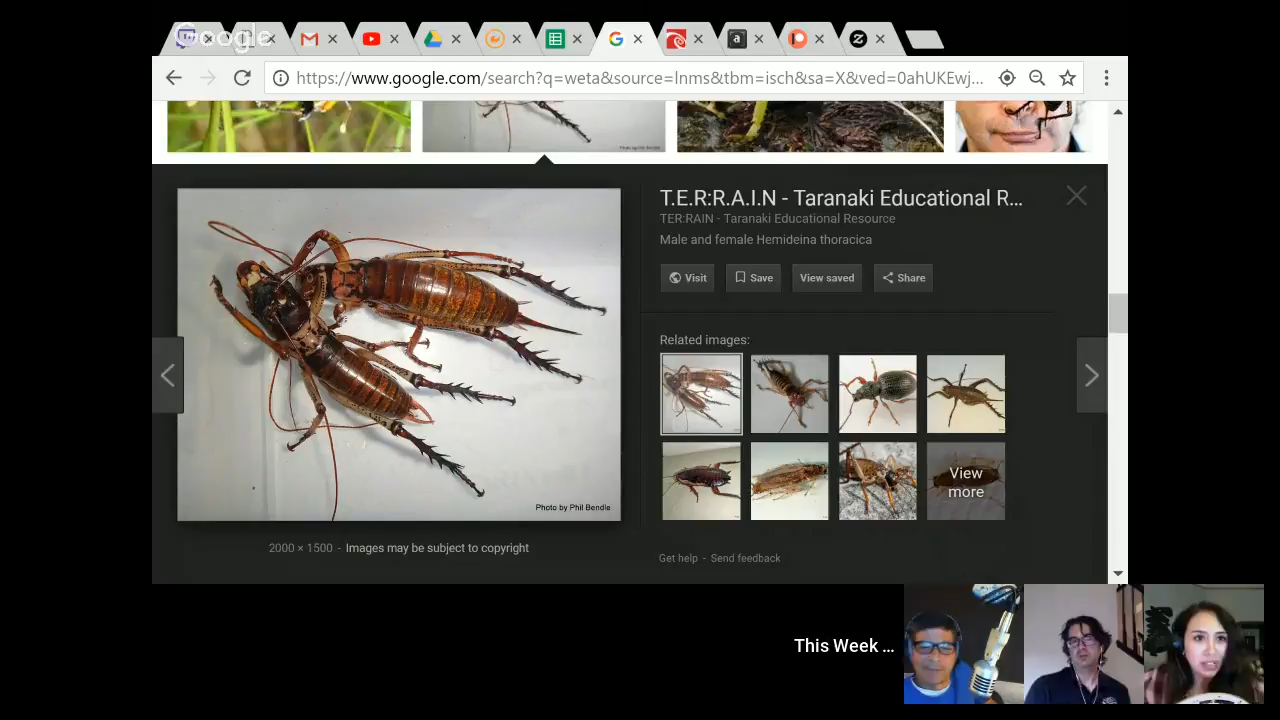 Google
https://www.google.com/search?q=weta&source=lnms&tbm=isch&sa=X&ved=0ahUKEwj...
T.E.R:R.A.I.N - Taranaki Educational R...
TER:RAIN - Taranaki Educational Resource
Male and female Hemideina thoracica
Visit
Save
View saved
Share
Related images:
View
more
Photo by Phil Bendle
2000 × 1500 - Images may be subject to copyright
Get help - Send feedback
This Week ...